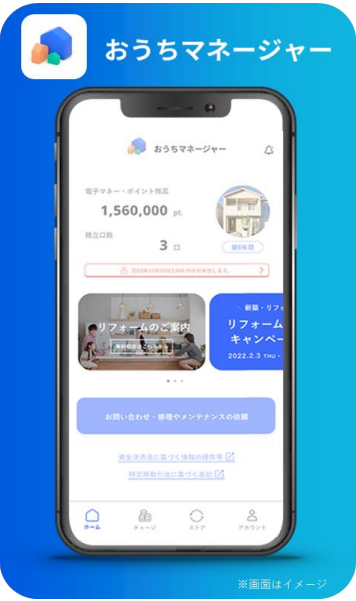 おうちマネージャー
おうちマネージャー
電子マネー・ポイント残高
1,560,000 pt.
積立口数
3 口
築5年目
リフォームのご案内
新築・リフォ
リフォーム
キャンペー
2022.2.3 THU -
お問い合わせ・修理やメンテナンスの依頼
資金決済法に基づく情報の提供等
特定商取引法に基づく表記
ホーム
チャージ
ストア
アカウント
※画面はイメージ